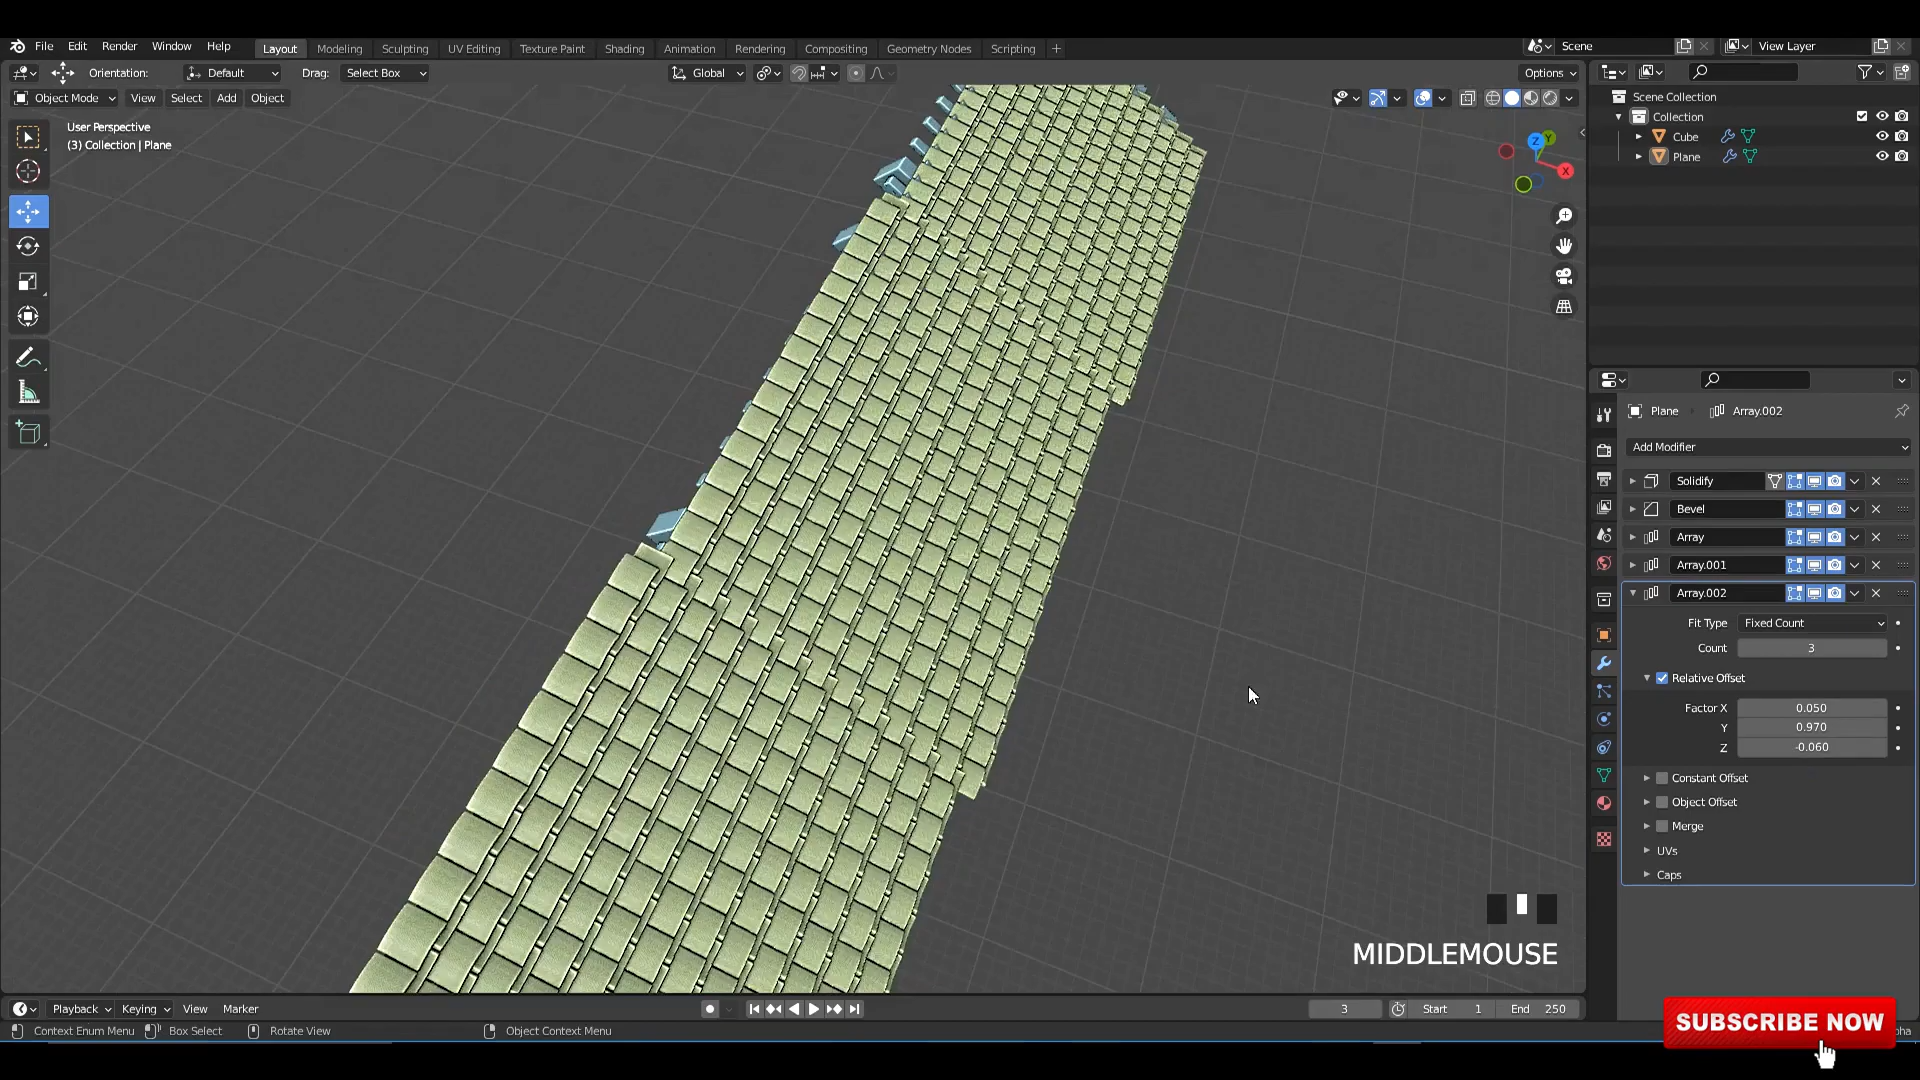 File Edit Render Window Help Layout Modeling Sculpting UV Editing Texture Paint Shading Animation Rendering Compositing Geometry Nodes Scripting + Scene View Layer
Orientation: Default Drag: Select Box Global Options
Object Mode View Select Add Object
User Perspective
(3) Collection | Plane
Z Y X
Scene Collection
Collection
Cube
Plane
Plane Array.002
Add Modifier
Solidify
Bevel
Array
Array.001
Array.002
Fit Type Fixed Count
Count 3
Relative Offset
Factor X 0.050
Y 0.970
Z -0.060
Constant Offset
Object Offset
Merge
UVs
Caps
MIDDLEMOUSE
Playback Keying View Marker 3 Start 1 End 250
Context Enum Menu Box Select Rotate View Object Context Menu
SUBSCRIBE NOW